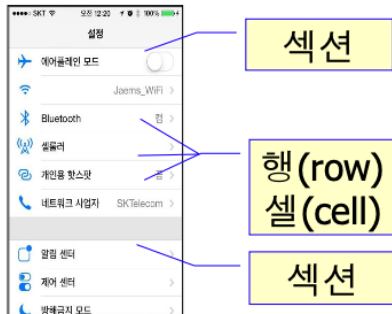 SKT 오전 12:20 100%
설정
에어플레인 모드
Jaems_WiFi
Bluetooth 켬
셀룰러
개인용 핫스팟
네트워크 사업자 SKTelecom
알림 센터
제어 센터
방해금지 모드
섹션
행(row)
셀(cell)
섹션